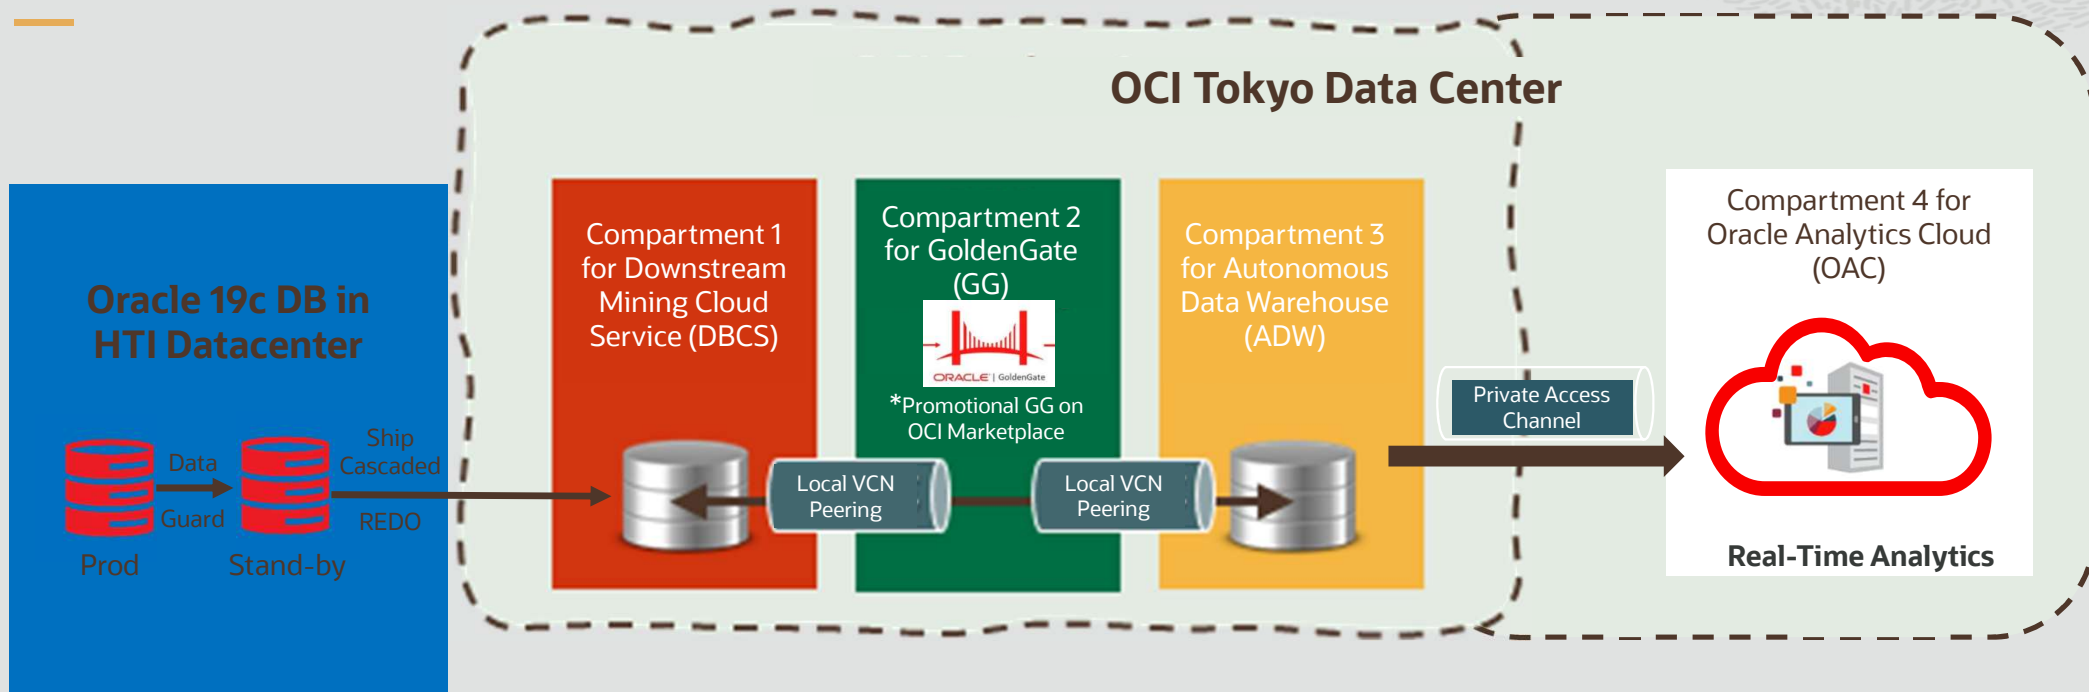 OCI Tokyo Data Center
Oracle 19c DB in
HTI Datacenter
Data
Guard
Ship
Cascaded
REDO
Prod
Stand-by
Compartment 1
for Downstream
Mining Cloud
Service (DBCS)
Compartment 2
for GoldenGate
(GG)
ORACLE | GoldenGate
*Promotional GG on
OCI Marketplace
Compartment 3
for Autonomous
Data Warehouse
(ADW)
Local VCN
Peering
Local VCN
Peering
Private Access
Channel
Compartment 4 for
Oracle Analytics Cloud
(OAC)
Real-Time Analytics